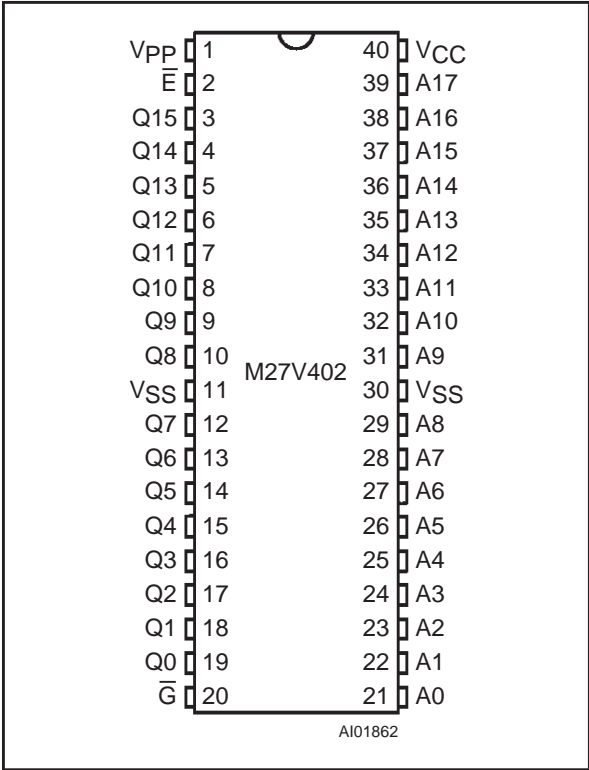 VPP 1 40 VCC
E̅ 2 39 A17
Q15 3 38 A16
Q14 4 37 A15
Q13 5 36 A14
Q12 6 35 A13
Q11 7 34 A12
Q10 8 33 A11
Q9 9 32 A10
Q8 10 31 A9
M27V402
VSS 11 30 VSS
Q7 12 29 A8
Q6 13 28 A7
Q5 14 27 A6
Q4 15 26 A5
Q3 16 25 A4
Q2 17 24 A3
Q1 18 23 A2
Q0 19 22 A1
G̅ 20 21 A0
AI01862